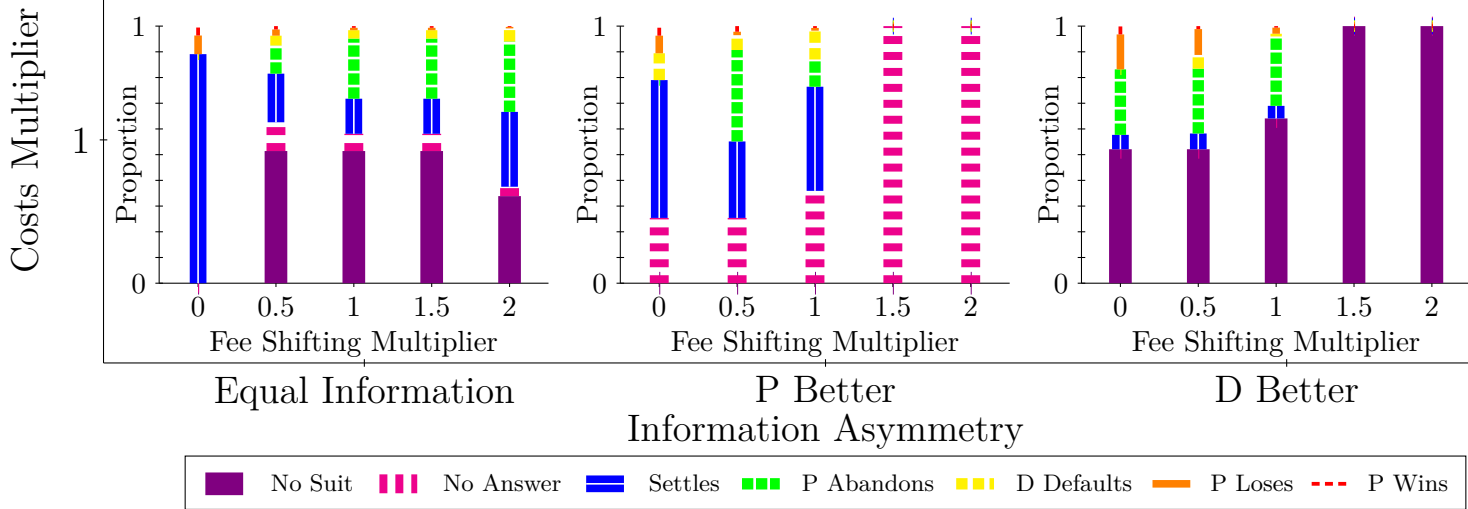 Costs Multiplier
1
Proportion
1
0
0 0.5 1 1.5 2
Fee Shifting Multiplier
Proportion
1
0
0 0.5 1 1.5 2
Fee Shifting Multiplier
Proportion
1
0
0 0.5 1 1.5 2
Fee Shifting Multiplier
Equal Information P Better D Better
Information Asymmetry
No Suit No Answer Settles P Abandons D Defaults P Loses P Wins